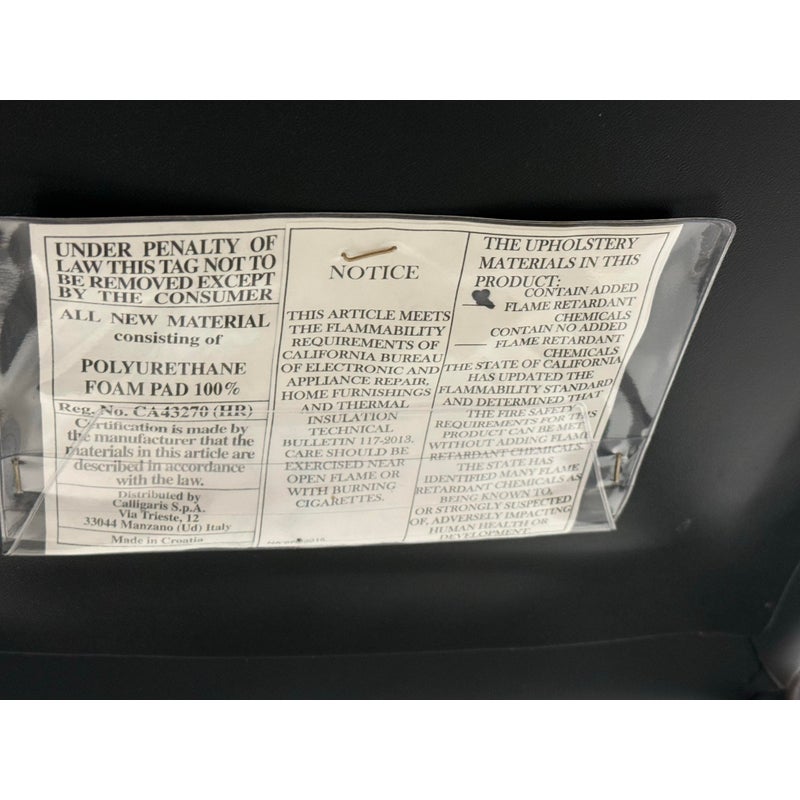 UNDER PENALTY OF
LAW THIS TAG NOT TO
BE REMOVED EXCEPT
BY THE CONSUMER
ALL NEW MATERIAL
consisting of
POLYURETHANE
FOAM PAD 100%
Reg. No. CA43270 (HR)
Certification is made by
the manufacturer that the
materials in this article are
described in accordance
with the law.
Distributed by
Calligaris S.p.A.
Via Trieste, 12
33044 Manzano (Ud) Italy
Made in Croatia
NOTICE
THIS ARTICLE MEETS
THE FLAMMABILITY
REQUIREMENTS OF
CALIFORNIA BUREAU
OF ELECTRONIC AND
APPLIANCE REPAIR,
HOME FURNISHINGS
AND THERMAL
INSULATION
TECHNICAL
BULLETIN 117-2013.
CARE SHOULD BE
EXERCISED NEAR
OPEN FLAME OR
WITH BURNING
CIGARETTES.
THE UPHOLSTERY
MATERIALS IN THIS
PRODUCT:
CONTAIN ADDED
FLAME RETARDANT
CHEMICALS
CONTAIN NO ADDED
FLAME RETARDANT
CHEMICALS
THE STATE OF CALIFORNIA
HAS UPDATED THE
FLAMMABILITY STANDARD
AND DETERMINED THAT
THE FIRE SAFETY
REQUIREMENTS FOR THIS
PRODUCT CAN BE MET
WITHOUT ADDING FLAME
RETARDANT CHEMICALS.
THE STATE HAS
IDENTIFIED MANY FLAME
RETARDANT CHEMICALS AS
BEING KNOWN TO,
OR STRONGLY SUSPECTED
OF, ADVERSELY IMPACTING
HUMAN HEALTH OR
DEVELOPMENT.